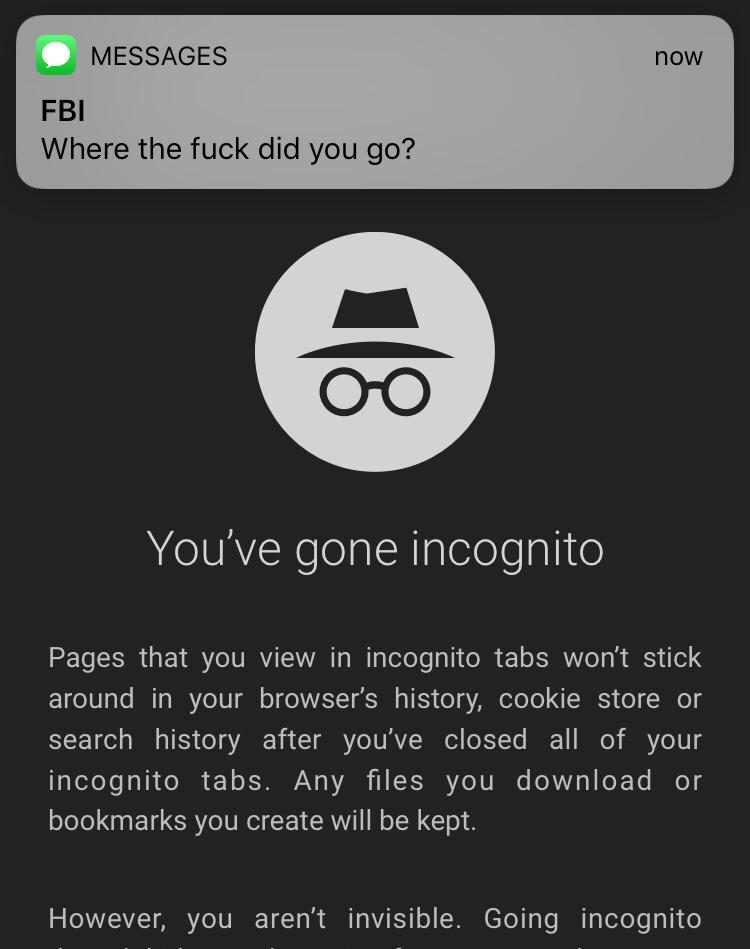 MESSAGES now
FBI
Where the fuck did you go?
You've gone incognito
Pages that you view in incognito tabs won't stick
around in your browser's history, cookie store or
search history after you've closed all of your
incognito tabs. Any files you download or
bookmarks you create will be kept.
However, you aren't invisible. Going incognito